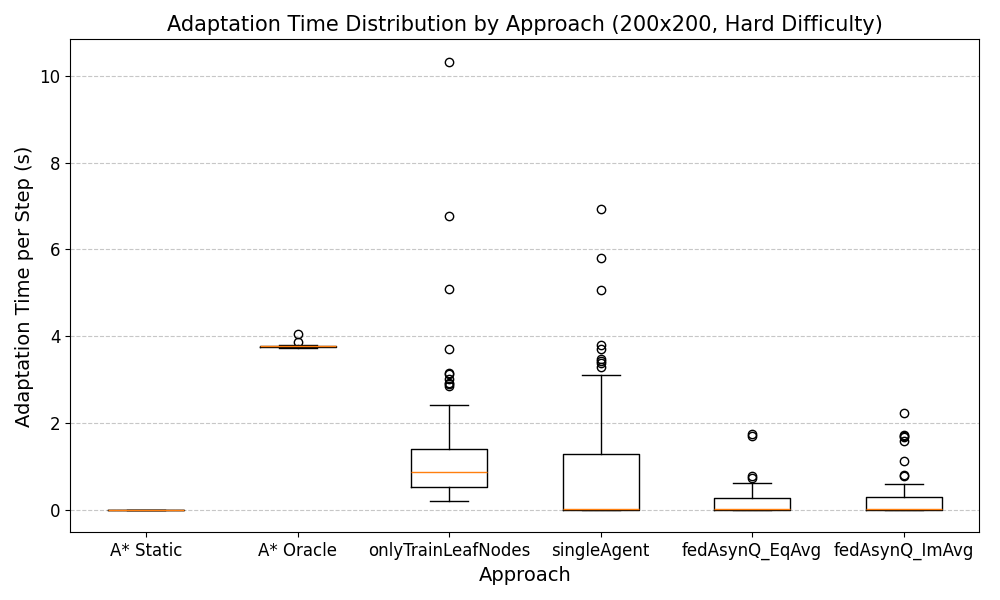 Adaptation Time Distribution by Approach (200x200, Hard Difficulty)
Adaptation Time per Step (s)
10
8
6
4
2
0
A* Static A* Oracle onlyTrainLeafNodes singleAgent fedAsynQ_EqAvg fedAsynQ_ImAvg
Approach